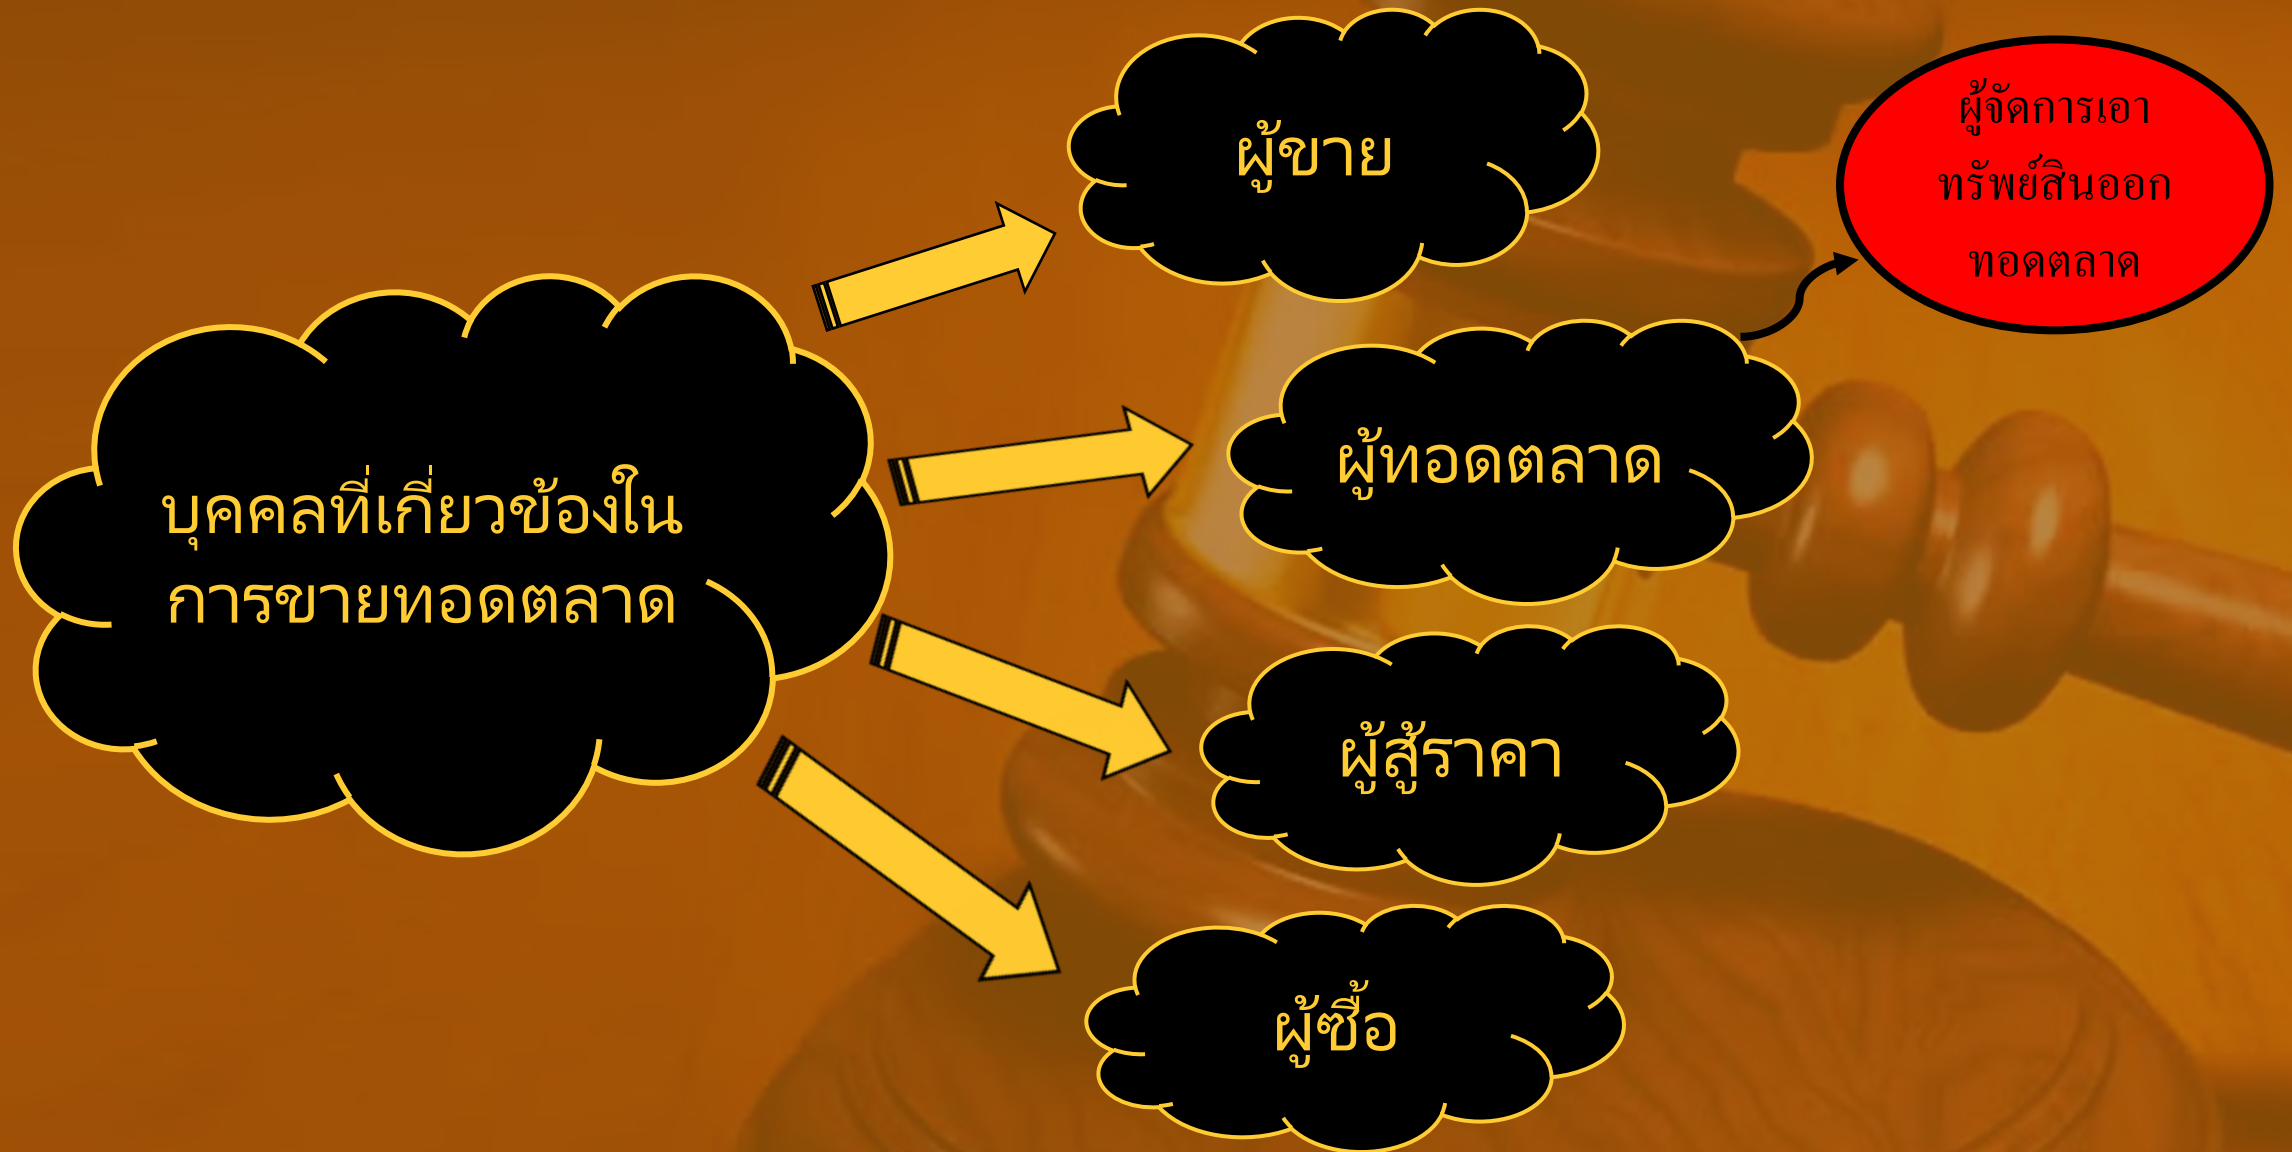 บุคคลที่เกี่ยวข้องใน
การขายทอดตลาด
ผู้ขาย
ผู้ทอดตลาด
ผู้จัดการเอา
ทรัพย์สินออก
ทอดตลาด
ผู้สู้ราคา
ผู้ซื้อ